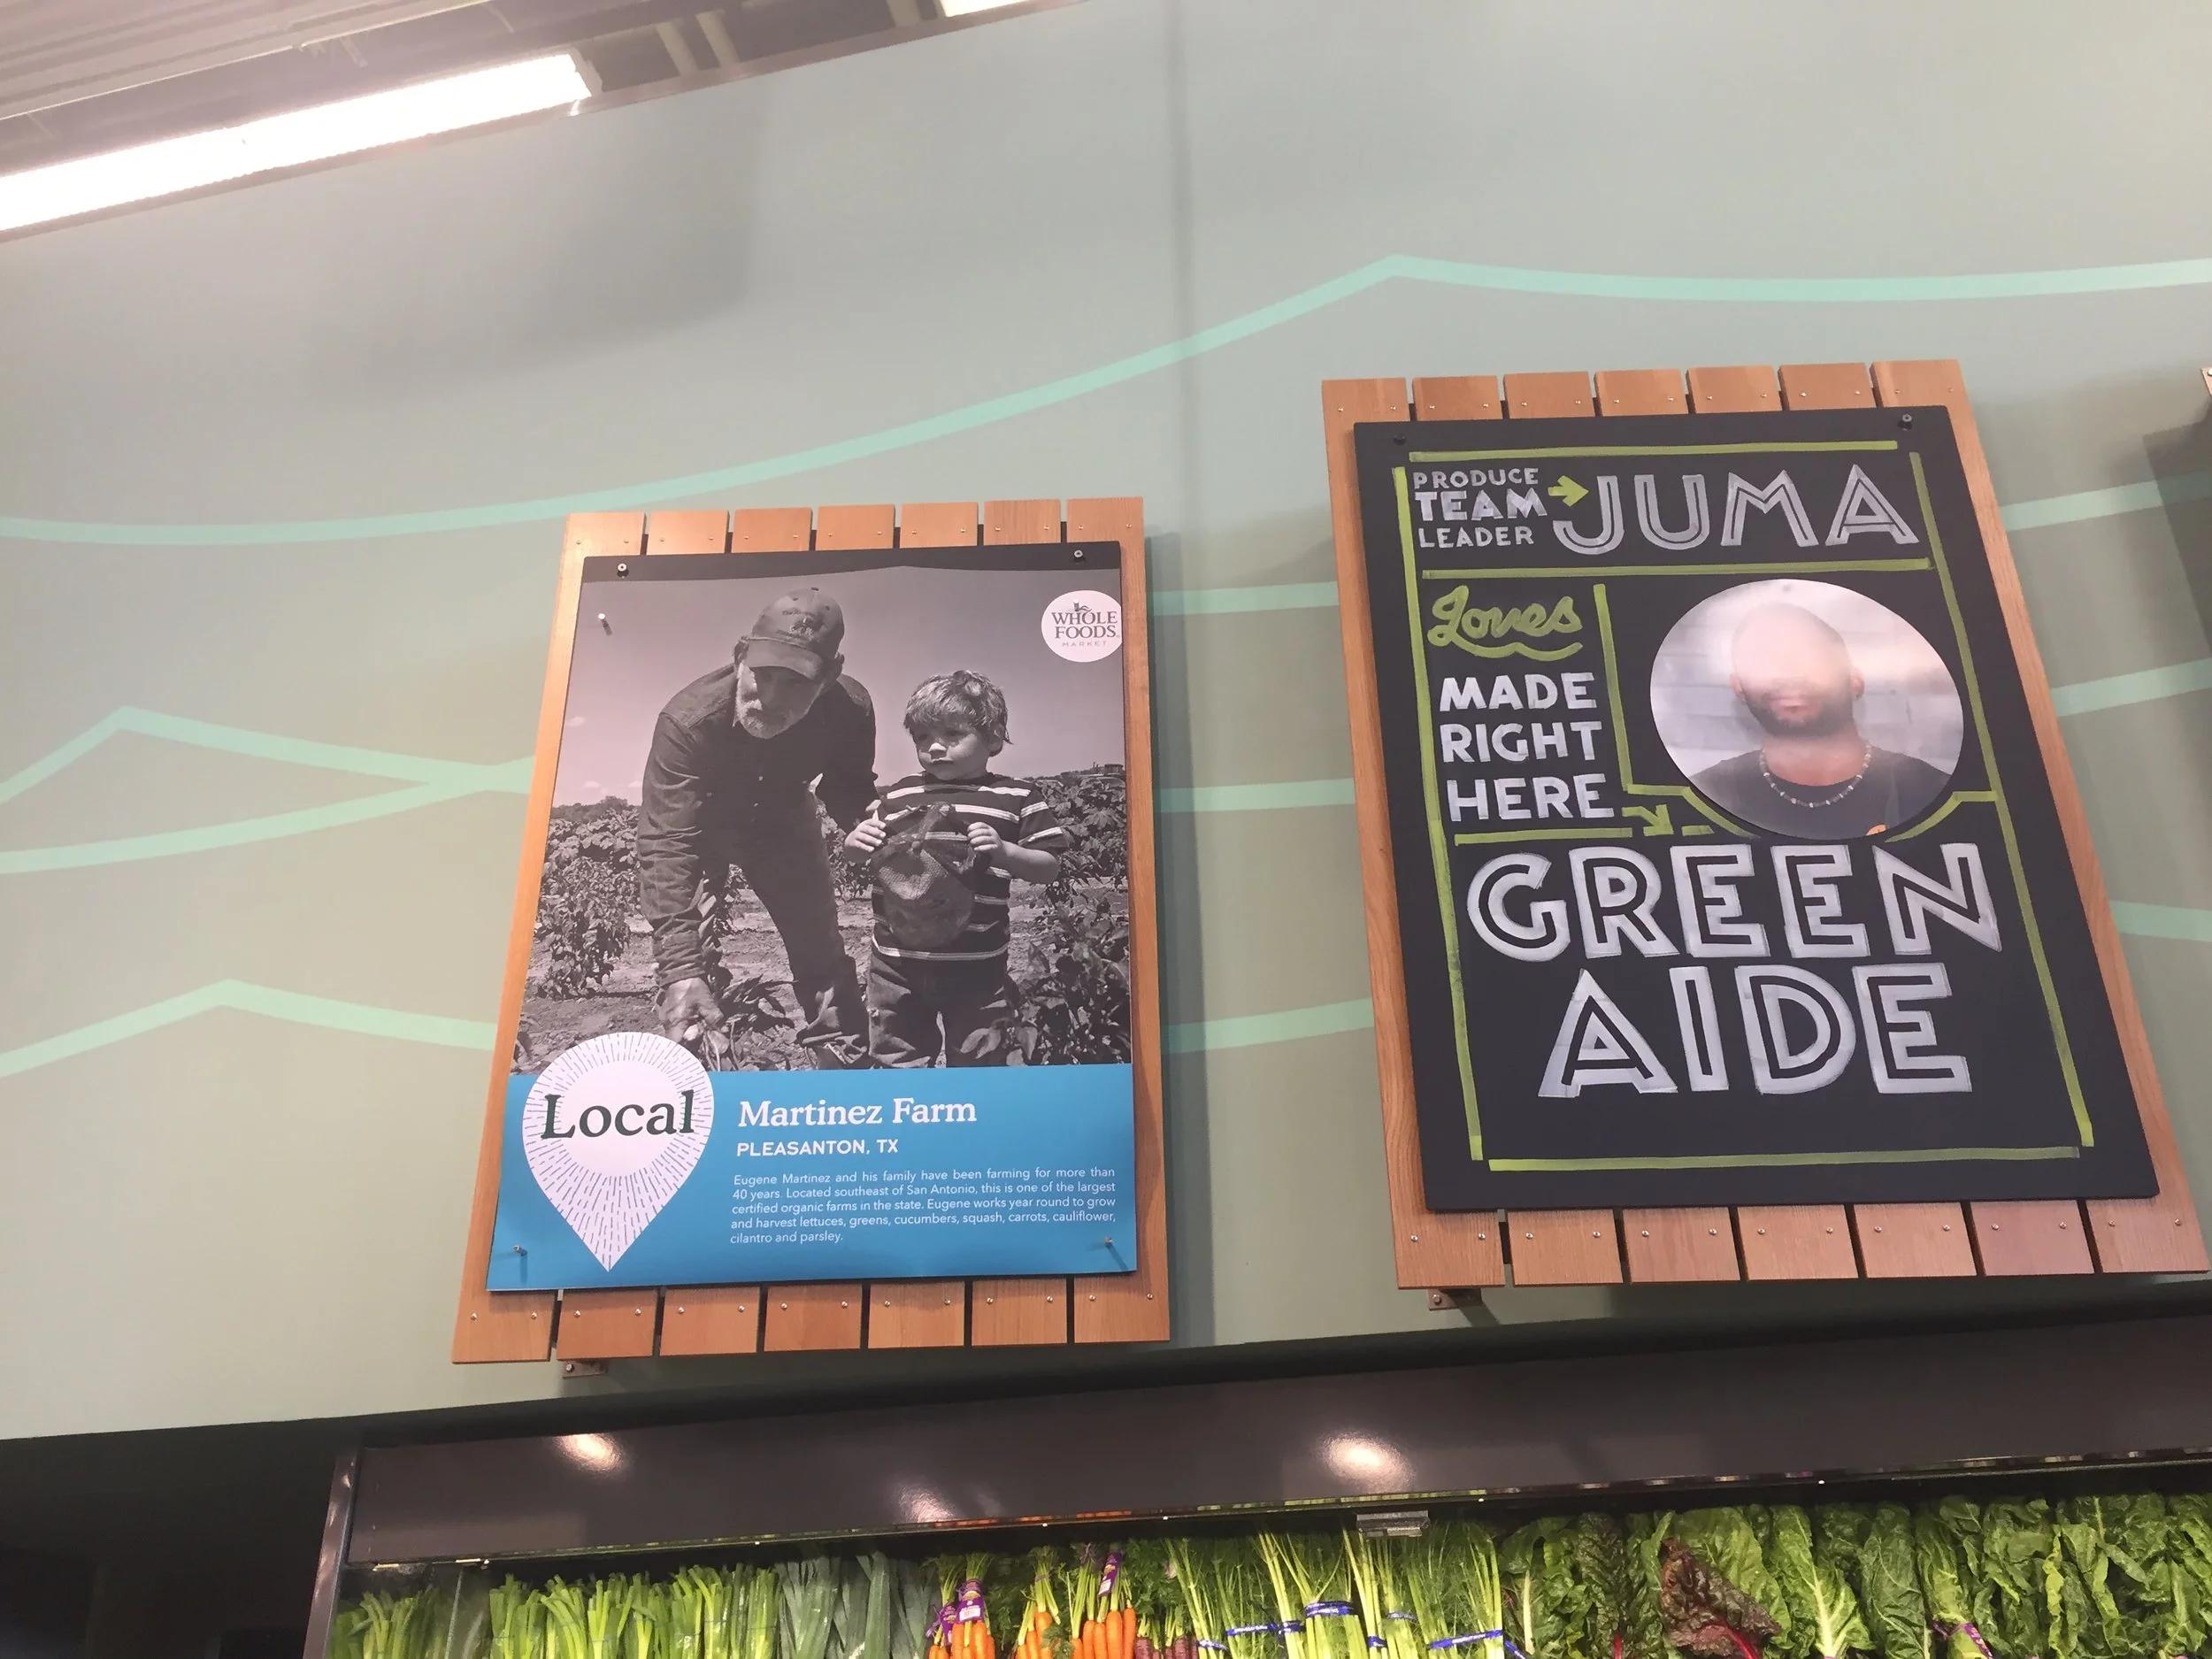 WHOLE
FOODS
MARKET
Local
Martinez Farm
PLEASANTON, TX
Eugene Martinez and his family have been farming for more than
40 years. Located southeast of San Antonio, this is one of the largest
certified organic farms in the state. Eugene works year round to grow
and harvest lettuces, greens, cucumbers, squash, carrots, cauliflower,
cilantro and parsley.
PRODUCE
TEAM
LEADER
JUMA
Loves
MADE
RIGHT
HERE
GREEN
AIDE